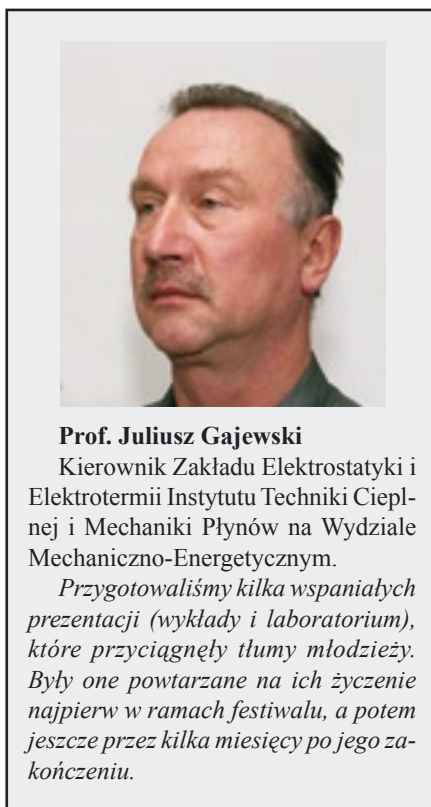 Prof. Juliusz Gajewski
Kierownik Zakładu Elektrostatyki i
Elektrotermii Instytutu Techniki Ciepl-
nej i Mechaniki Płynów na Wydziale
Mechaniczno-Energetycznym.
Przygotowaliśmy kilka wspaniałych
prezentacji (wykłady i laboratorium),
które przyciągnęły tłumy młodzieży.
Były one powtarzane na ich życzenie
najpierw w ramach festiwalu, a potem
jeszcze przez kilka miesięcy po jego za-
kończeniu.